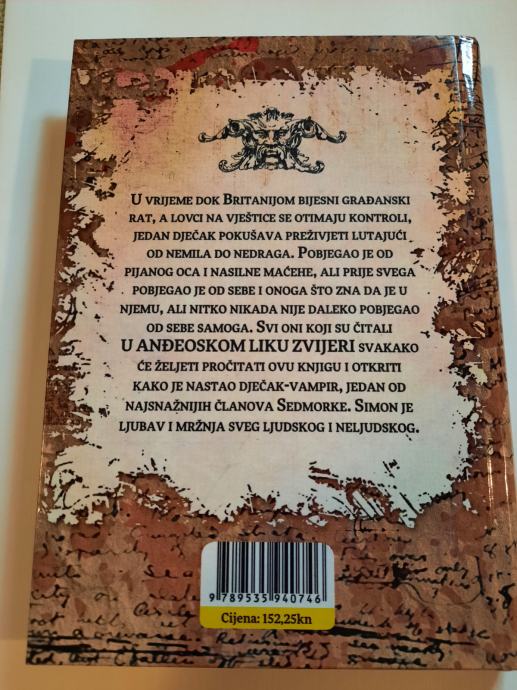 U VRIJEME DOK BRITANIJOM BIJESNI GRAĐANSKI
RAT, A LOVCI NA VJEŠTICE SE OTIMAJU KONTROLI,
JEDAN DJEČAK POKUŠAVA PREŽIVJETI LUTAJUĆI
OD NEMILA DO NEDRAGA. POBJEGAO JE OD
PIJANOG OCA I NASILNE MAĆEHE, ALI PRIJE SVEGA
POBJEGAO JE OD SEBE I ONOGA ŠTO ZNA DA JE U
NJEMU, ALI NITKO NIKADA NIJE DALEKO POBJEGAO
OD SEBE SAMOGA. SVI ONI KOJI SU ČITALI
U ANĐEOSKOM LIKU ZVIJERI SVAKAKO
ĆE ŽELJETI PROČITATI OVU KNJIGU I OTKRITI
KAKO JE NASTAO DJEČAK-VAMPIR, JEDAN OD
NAJSNAŽNIJIH ČLANOVA SEDMORKE. SIMON JE
LJUBAV I MRŽNJA SVEG LJUDSKOG I NELJUDSKOG.
9 789535 940746
Cijena: 152,25kn